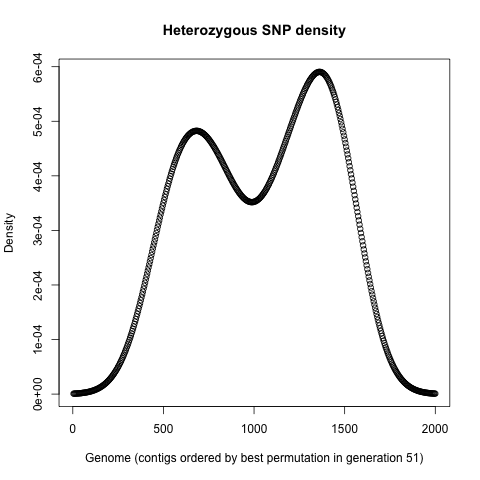 Heterozygous SNP density
Density
6e-04
5e-04
4e-04
3e-04
2e-04
1e-04
0e+00
0 500 1000 1500 2000
Genome (contigs ordered by best permutation in generation 51)